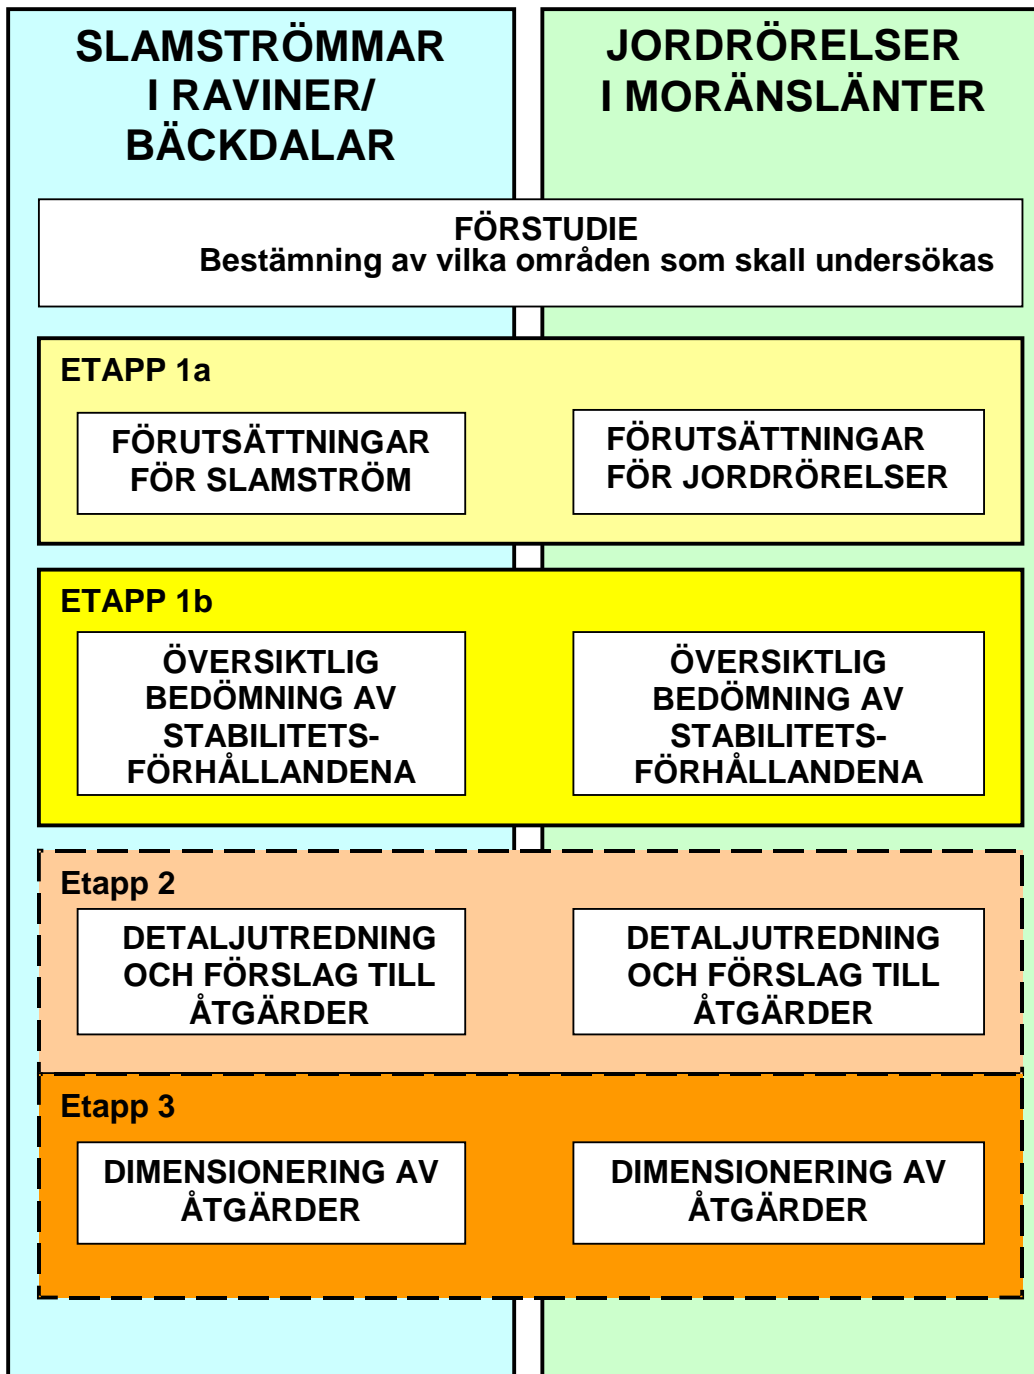 SLAMSTRÖMMAR
I RAVINER/
BÄCKDALAR
JORDRÖRELSER
I MORÄNSLÄNTER
FÖRSTUDIE
Bestämning av vilka områden som skall undersökas
ETAPP 1a
FÖRUTSÄTTNINGAR
FÖR SLAMSTRÖM
FÖRUTSÄTTNINGAR
FÖR JORDRÖRELSER
ETAPP 1b
ÖVERSIKTLIG
BEDÖMNING AV
STABILITETS-
FÖRHÅLLANDENA
ÖVERSIKTLIG
BEDÖMNING AV
STABILITETS-
FÖRHÅLLANDENA
Etapp 2
DETALJUTREDNING
OCH FÖRSLAG TILL
ÅTGÄRDER
DETALJUTREDNING
OCH FÖRSLAG TILL
ÅTGÄRDER
Etapp 3
DIMENSIONERING AV
ÅTGÄRDER
DIMENSIONERING AV
ÅTGÄRDER